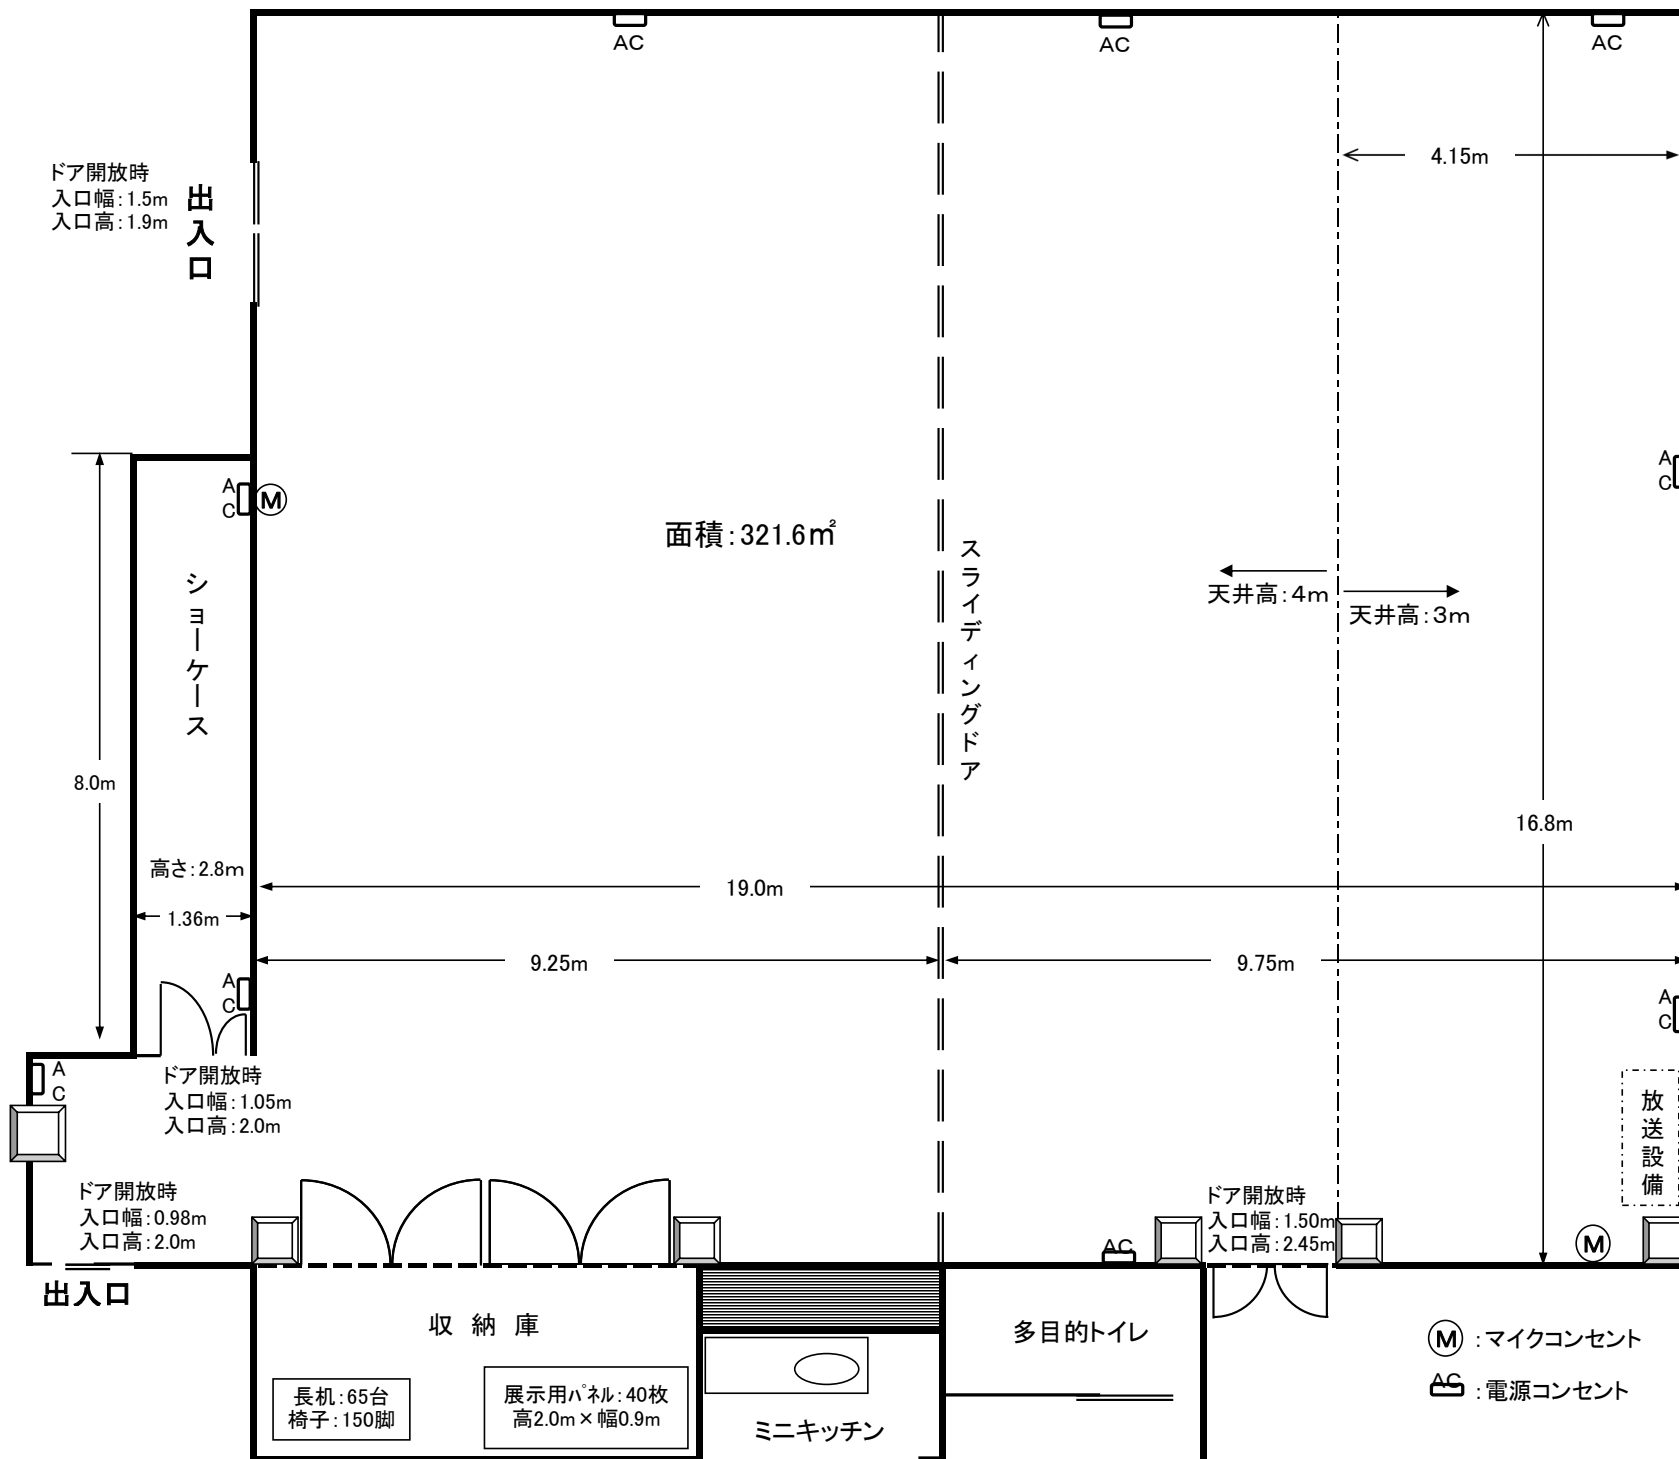 AC
AC
AC
ドア開放時
入口幅：1.5m
入口高：1.9m
出入口
4.15m
AC
M
AC
面積：321.6㎡
スライディングドア
天井高：4m
天井高：3m
ショーケース
8.0m
16.8m
高さ：2.8m
19.0m
1.36m
9.25m
9.75m
AC
AC
AC
ドア開放時
入口幅：1.05m
入口高：2.0m
放送設備
ドア開放時
入口幅：0.98m
入口高：2.0m
ドア開放時
入口幅：1.50m
入口高：2.45m
AC
M
出入口
収納庫
多目的トイレ
M：マイクコンセント
AC：電源コンセント
長机：65台
椅子：150脚
展示用パネル：40枚
高2.0m×幅0.9m
ミニキッチン